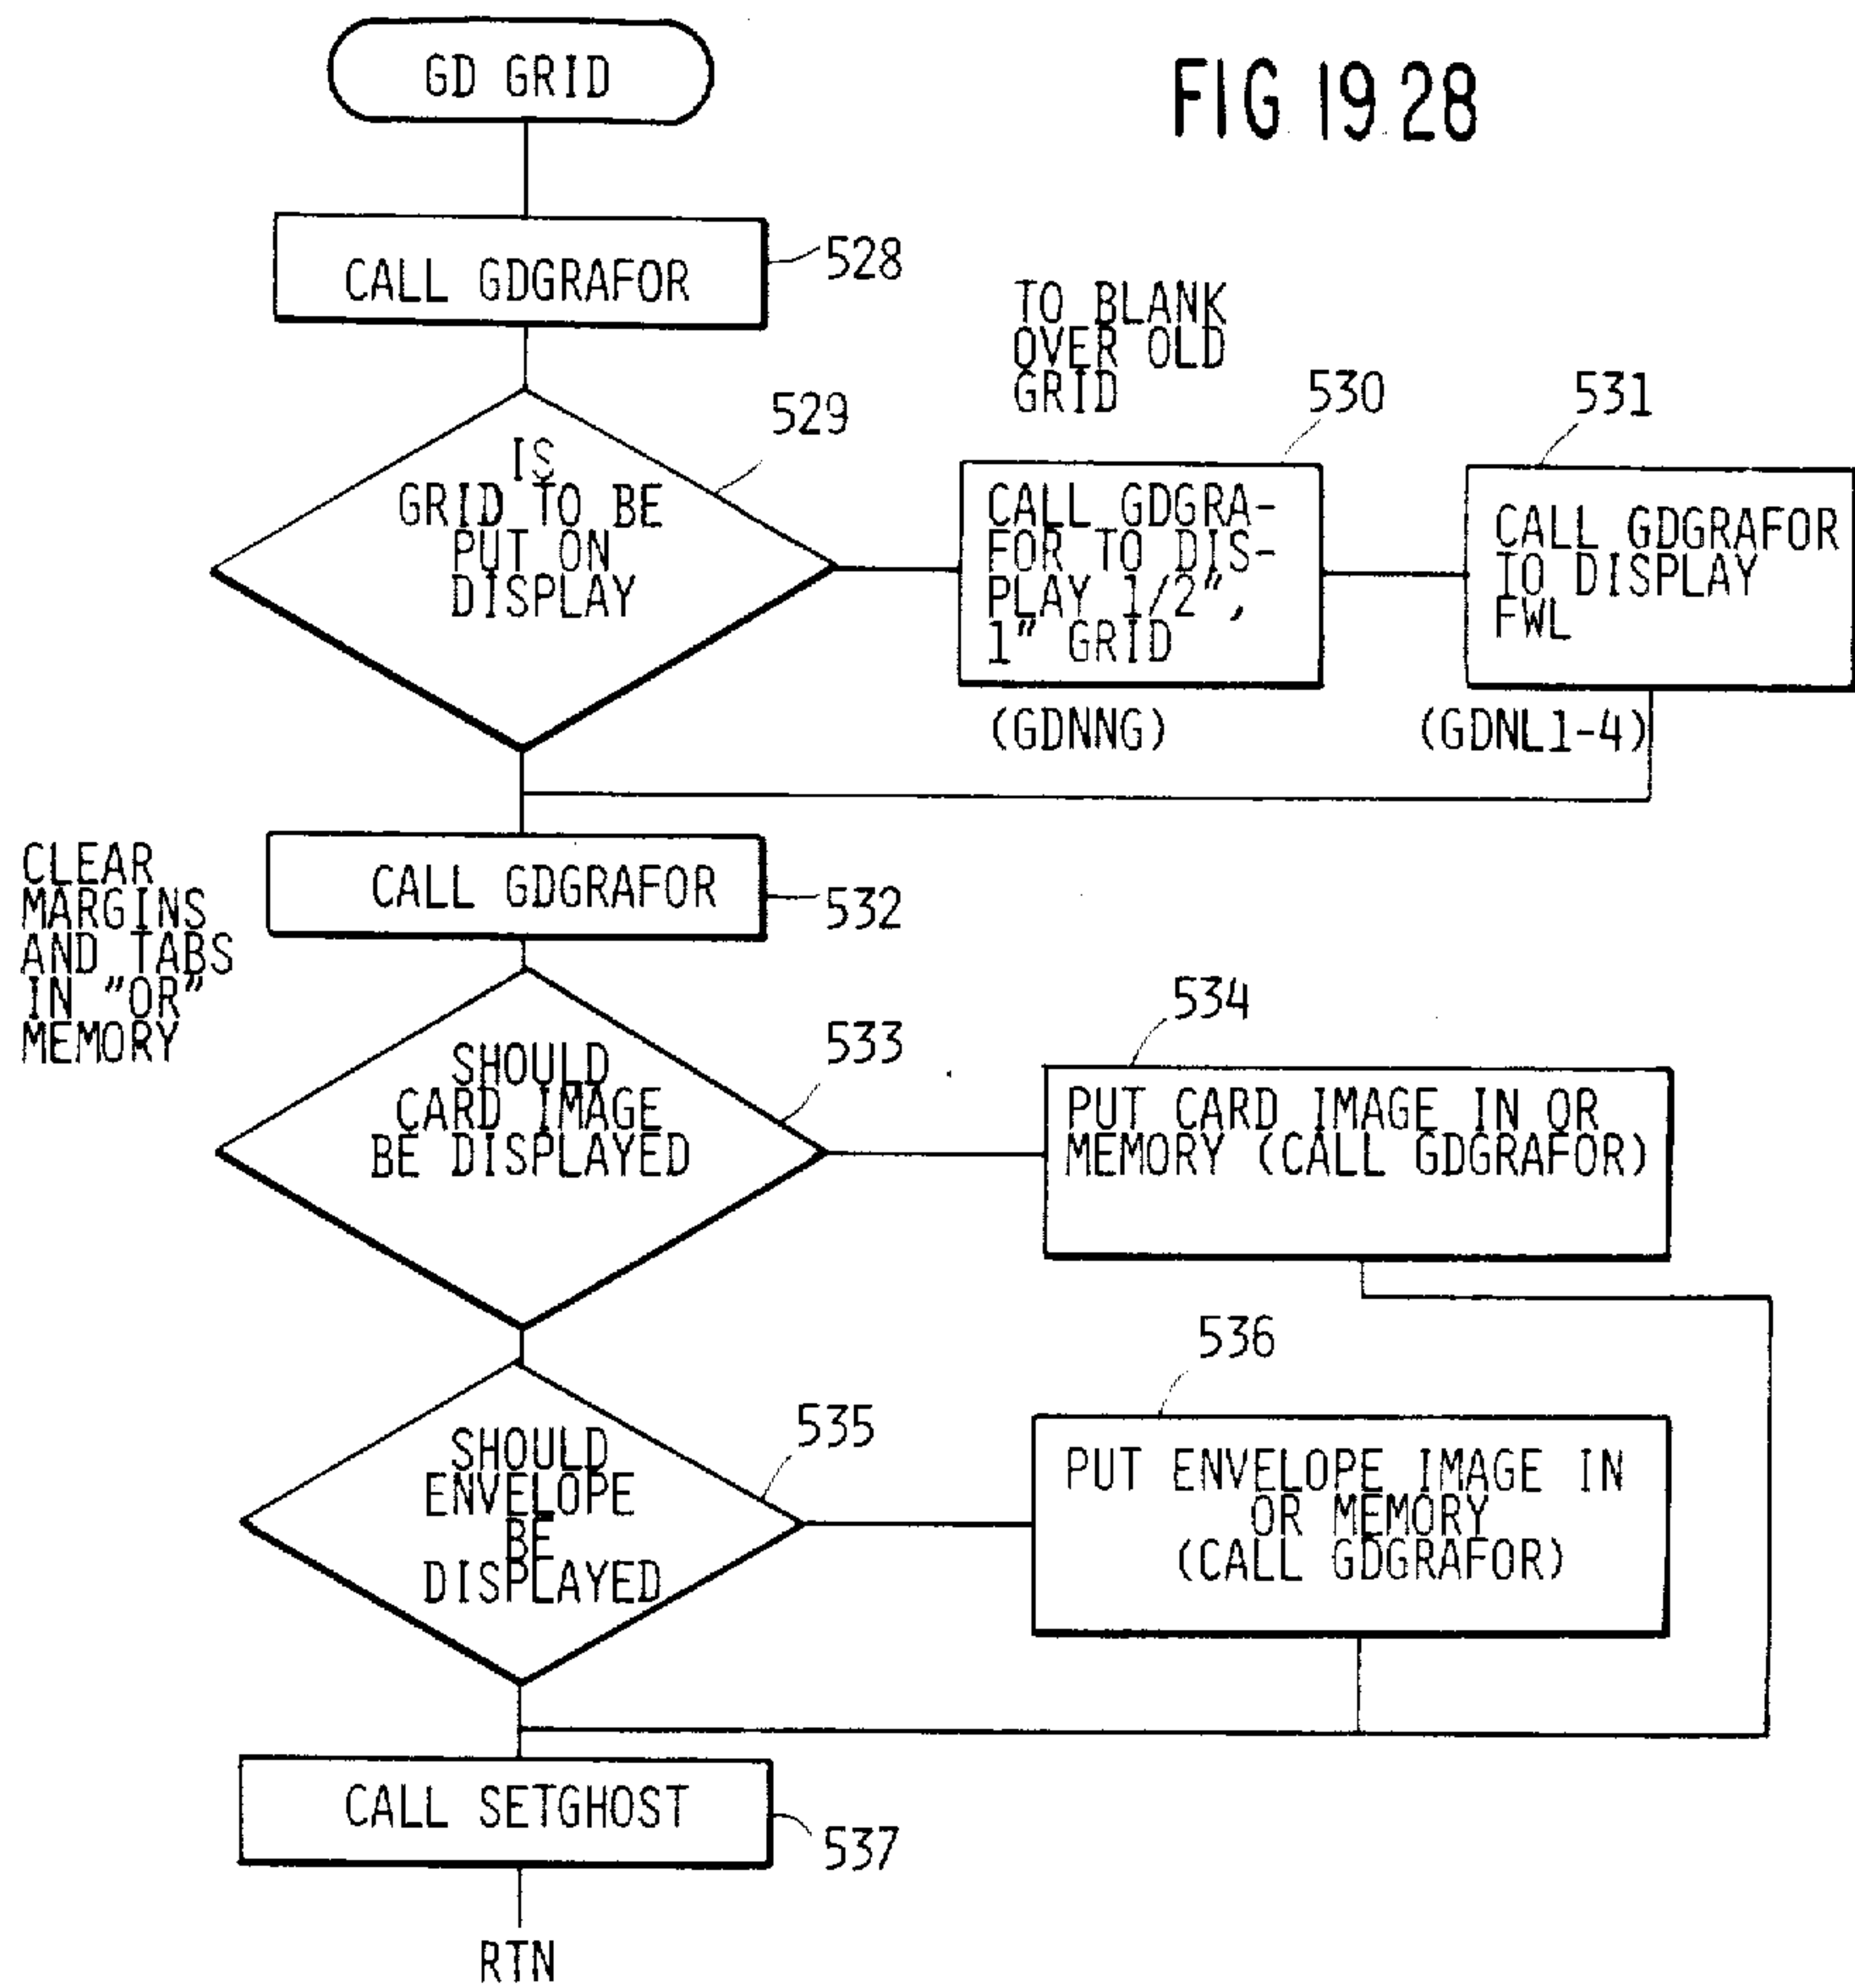 GD GRID
FIG 19.28
CALL GDGRAFOR
528
TO BLANK
OVER OLD
GRID
529
530
531
IS
GRID TO BE
PUT ON
DISPLAY
CALL GDGRA-
FOR TO DIS-
PLAY 1/2",
1" GRID
CALL GDGRAFOR
TO DISPLAY
FWL
(GDNNG)
(GDNL1-4)
CLEAR
MARGINS
AND TABS
IN "OR"
MEMORY
CALL GDGRAFOR
532
SHOULD
CARD IMAGE
BE DISPLAYED
533
534
PUT CARD IMAGE IN OR
MEMORY (CALL GDGRAFOR)
SHOULD
ENVELOPE
BE
DISPLAYED
535
536
PUT ENVELOPE IMAGE IN
OR MEMORY
(CALL GDGRAFOR)
CALL SETGHOST
537
RTN